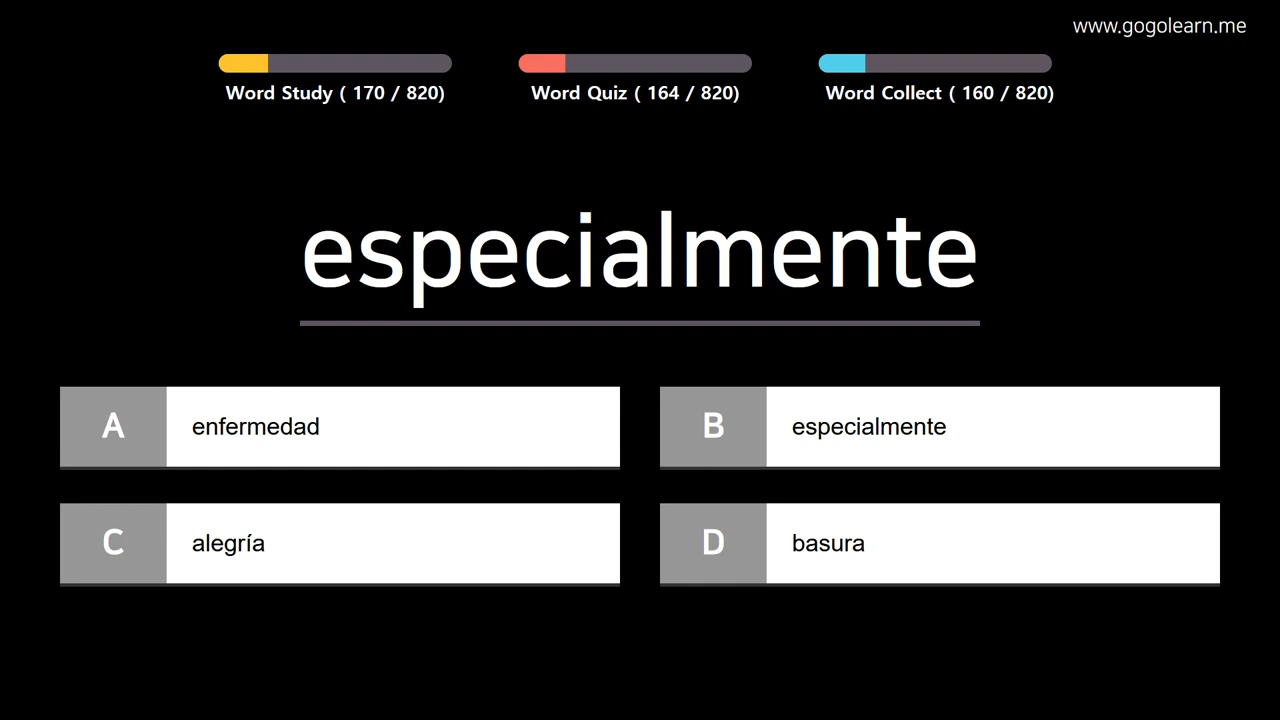 www.gogolearn.me
Word Study ( 170 / 820)
Word Quiz ( 164 / 820)
Word Collect ( 160 / 820)
especialmente
A enfermedad
B especialmente
C alegría
D basura